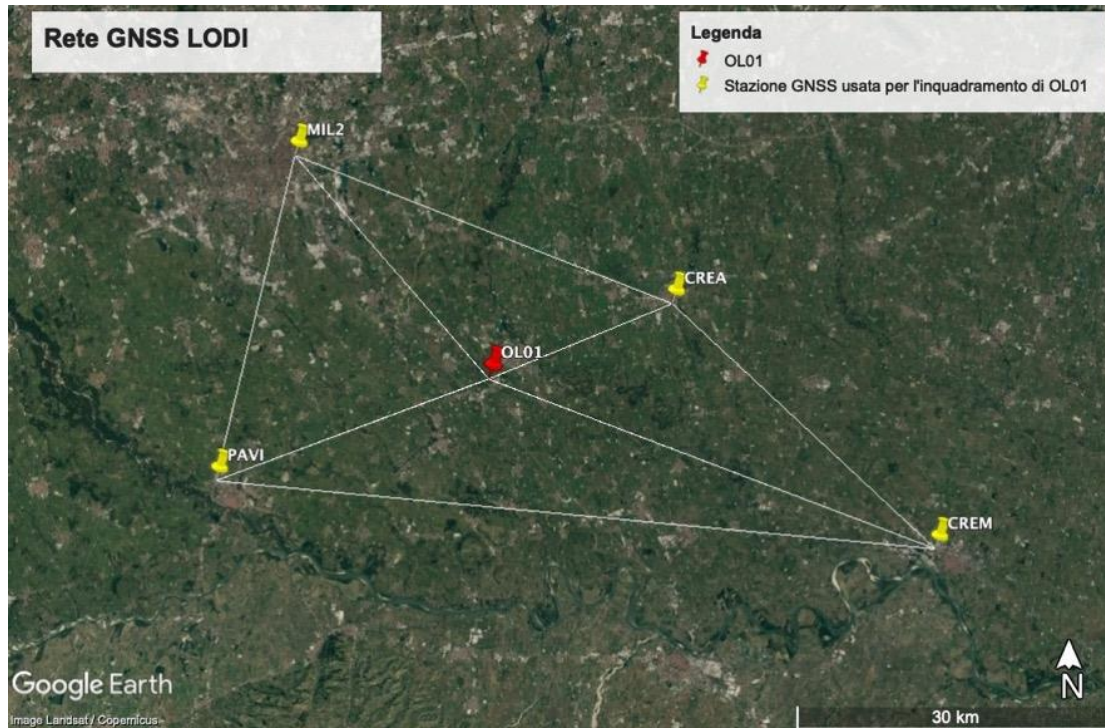 Rete GNSS LODI
Legenda
OL01
Stazione GNSS usata per l'inquadramento di OL01
MIL2
CREA
OL01
PAVI
CREM
N
Google Earth
Image Landsat / Copernicus
30 km